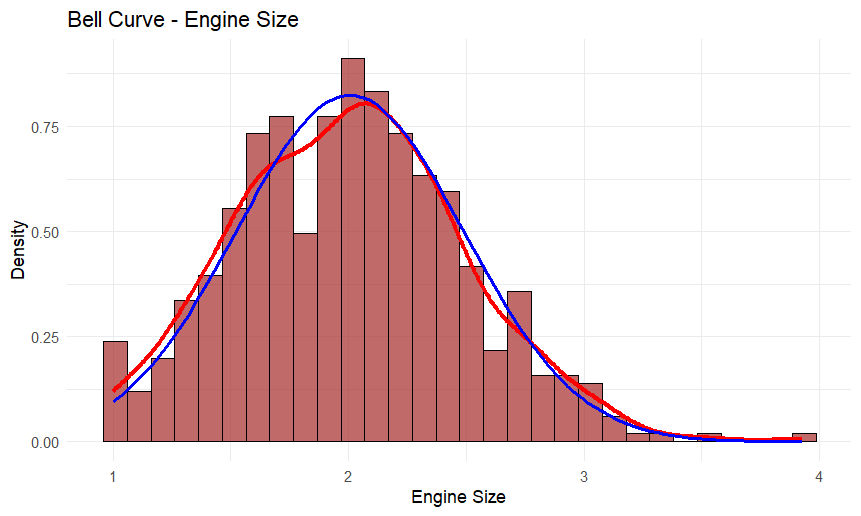 Bell Curve - Engine Size
Density
0.75
0.50
0.25
0.00
1 2 3 4
Engine Size